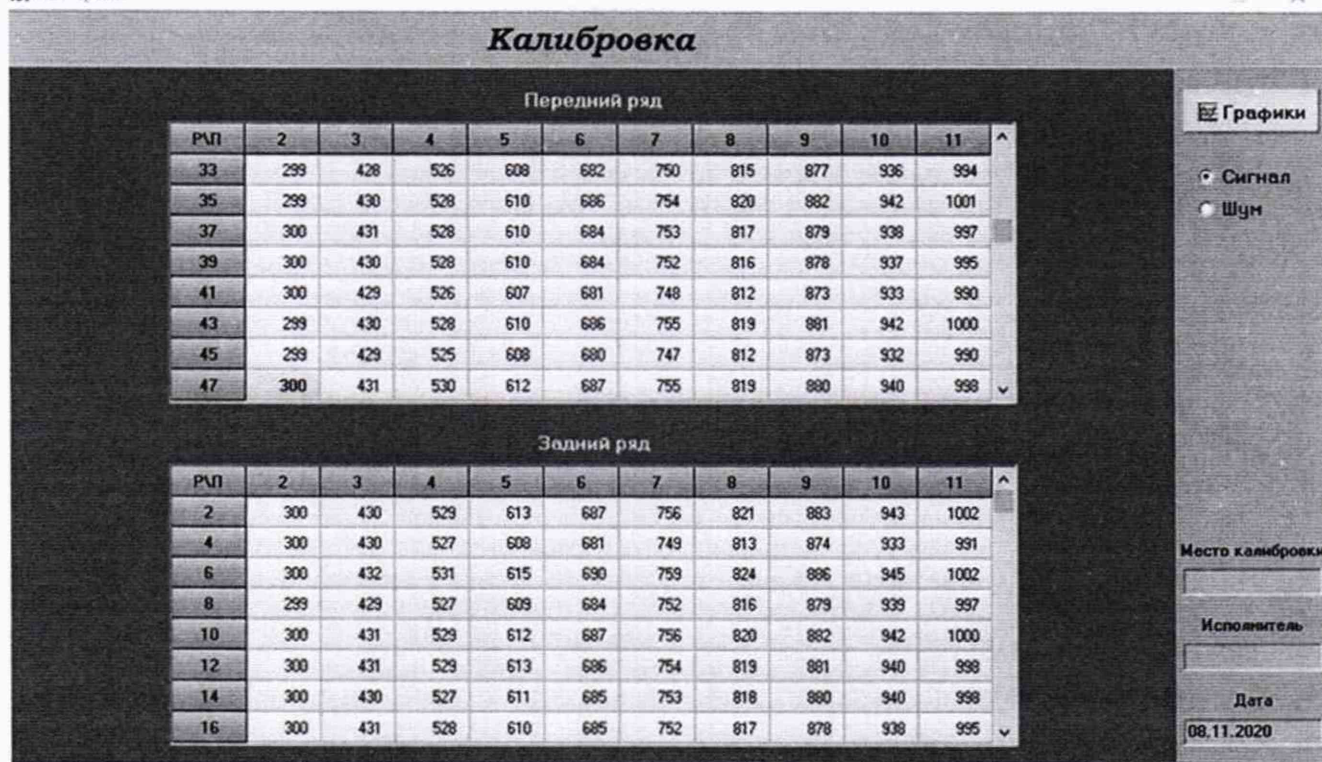 Калибровка
Передний ряд
Р\П 2 3 4 5 6 7 8 9 10 11
33 299 428 526 608 682 750 815 877 936 994
35 299 430 528 610 686 754 820 882 942 1001
37 300 431 528 610 684 753 817 879 938 997
39 300 430 528 610 684 752 816 878 937 995
41 300 429 526 607 681 748 812 873 933 990
43 299 430 528 610 686 755 819 881 942 1000
45 299 429 525 608 680 747 812 873 932 990
47 300 431 530 612 687 755 819 880 940 998
Задний ряд
Р\П 2 3 4 5 6 7 8 9 10 11
2 300 430 529 613 687 756 821 883 943 1002
4 300 430 527 608 681 749 813 874 933 991
6 300 432 531 615 690 759 824 886 945 1002
8 299 429 527 609 684 752 816 879 939 997
10 300 431 529 612 687 756 820 882 942 1000
12 300 431 529 613 686 754 819 881 940 998
14 300 430 527 611 685 753 818 880 940 998
16 300 431 528 610 685 752 817 878 938 995
Графики
Сигнал
Шум
Место калибровки
Исполнитель
Дата
08.11.2020